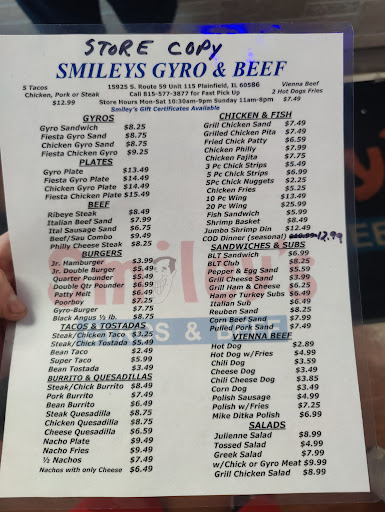 STORE COPY
SMILEYS GYRO & BEEF
5 Tacos
Chicken, Pork or Steak
$12.99
15925 S. Route 59 Unit 115 Plainfield, IL 60586
Call 815-577-3877 for Fast Pick Up
Store Hours Mon-Sat 10:30am-9pm Sunday 11am-8pm
Smiley's Gift Certificates Available
Vienna Beef
2 Hot Dogs Fries
$7.49
GYROS
Gyro Sandwich $8.25
Fiesta Gyro Sand $8.75
Chicken Gyro Sand $8.75
Fiesta Chicken Gyro $9.25
PLATES
Gyro Plate $13.49
Fiesta Gyro Plate $14.49
Chicken Gyro Plate $14.49
Fiesta Chicken Plate $15.49
BEEF
Ribeye Steak $8.49
Italian Beef Sand $7.99
Ital Sausage Sand $6.75
Beef/Sau Combo $9.49
Philly Cheese Steak $8.25
BURGERS
Jr. Hamburger $3.99
Jr. Double Burger $5.49
Quarter Pounder $5.49
Double Qtr Pounder $6.99
Patty Melt $6.49
Poorboy $7.25
Gyro-Burger $7.75
Black Angus ½ lb. $8.75
TACOS & TOSTADAS
Steak/Chicken Taco $3.25
Steak/Chick Tostada $5.49
Bean Taco $2.49
Super Taco $5.99
Bean Tostada $3.49
BURRITO & QUESADILLAS
Steak/Chick Burrito $8.49
Pork Burrito $7.49
Bean Burrito $6.49
Steak Quesadilla $8.75
Chicken Quesadilla $8.75
Cheese Quesadilla $6.59
Nacho Plate $9.49
Nacho Fries $9.49
½ Nachos $7.49
Nachos with only Cheese $6.49
CHICKEN & FISH
Grill Chicken Sand $7.49
Grilled Chicken Pita $7.49
Fried Chick Patty $6.59
Chicken Philly $7.99
Chicken Fajita $7.75
3 Pc Chick Strips $5.49
5 Pc Chick Strips $6.99
5Pc Chick Nuggets $2.25
Chicken Fries $5.25
10 Pc Wing $13.49
20 Pc Wing $25.99
Fish Sandwich $5.99
Shrimp Basket $8.49
Jumbo Shrimp Din $12.49
COD Dinner (seasonal) $10.99 12.99
SANDWICHES & SUBS
BLT Sandwich $6.99
BLT Club $8.25
Pepper & Egg Sand $5.59
Grill Cheese Sand $3.99
Grill Ham & Cheese $6.25
Ham or Turkey Subs $6.49
Italian Sub $6.49
Reuben Sand $8.25
Corn Beef Sand $7.99
Pulled Pork Sand $7.49
VIENNA BEEF
Hot Dog $2.89
Hot Dog w/Fries $4.99
Chili Dog $3.59
Cheese Dog $3.49
Chili Cheese Dog $3.85
Corn Dog $3.49
Polish Sausage $4.99
Polish w/Fries $7.25
Mike Ditka Polish $6.99
SALADS
Julienne Salad $8.99
Tossed Salad $4.99
Greek Salad $7.99
w/Chick or Gyro Meat $9.99
Grill Chicken Salad $8.99